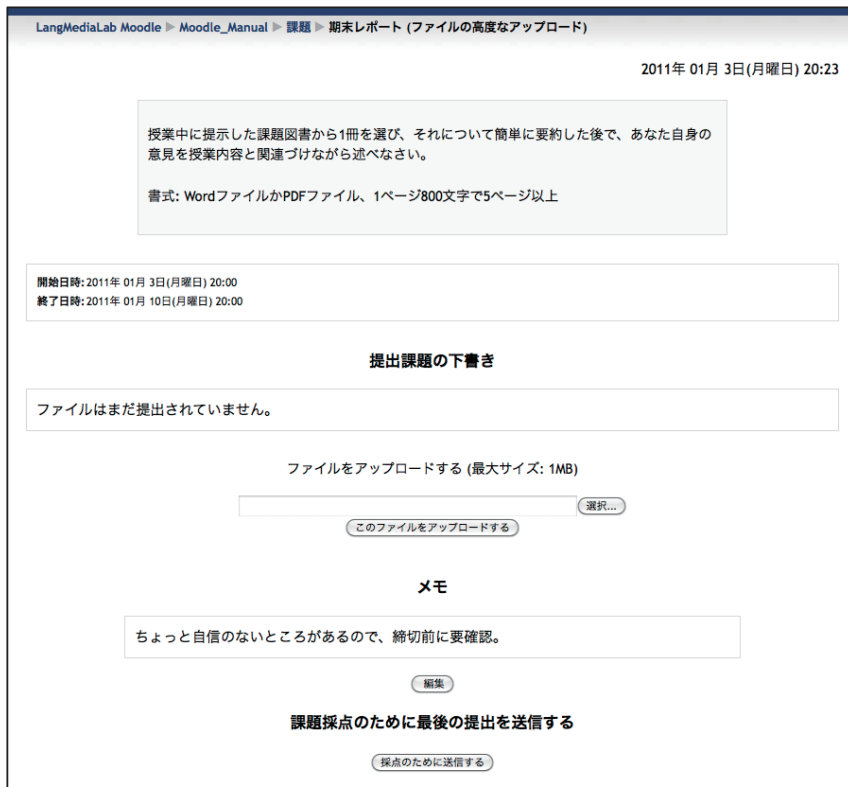 LangMediaLab Moodle ▶ Moodle_Manual ▶ 課題 ▶ 期末レポート (ファイルの高度なアップロード)
2011年 01月 3日(月曜日) 20:23
授業中に提示した課題図書から1冊を選び、それについて簡単に要約した後で、あなた自身の
意見を授業内容と関連づけながら述べなさい。
書式: WordファイルかPDFファイル、1ページ800文字で5ページ以上
開始日時: 2011年 01月 3日(月曜日) 20:00
終了日時: 2011年 01月 10日(月曜日) 20:00
提出課題の下書き
ファイルはまだ提出されていません。
ファイルをアップロードする (最大サイズ: 1MB)
選択...
このファイルをアップロードする
メモ
ちょっと自信のないところがあるので、締切前に要確認。
編集
課題採点のために最後の提出を送信する
採点のために送信する